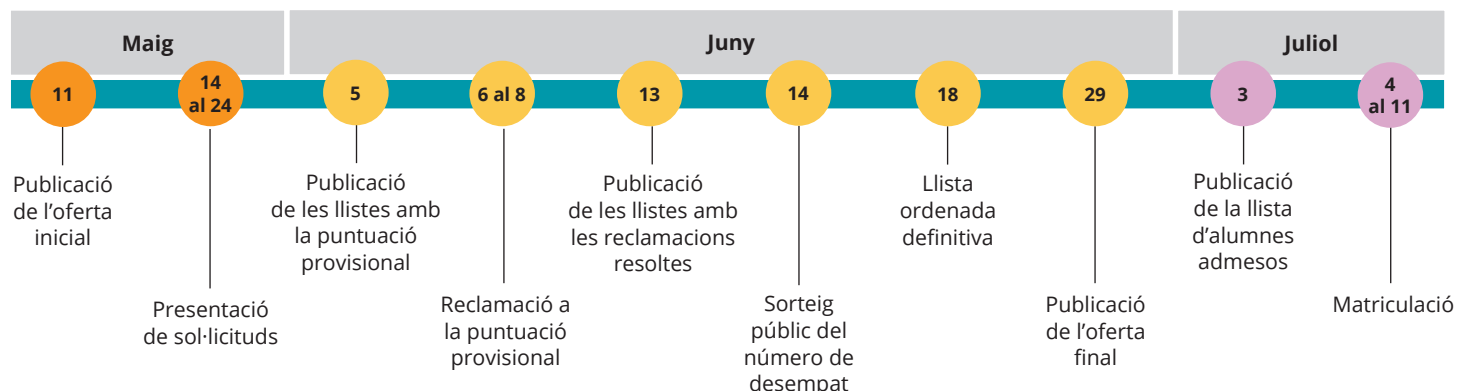 Maig
Juny
Juliol
11
14
al 24
5
6 al 8
13
14
18
29
3
4
al 11
Publicació
de l’oferta
inicial
Presentació
de sol·licituds
Publicació
de les llistes amb
la puntuació
provisional
Reclamació a
la puntuació
provisional
Publicació
de les llistes amb
les reclamacions
resoltes
Sorteig
públic del
número de
desempat
Llista
ordenada
definitiva
Publicació
de l’oferta
final
Publicació
de la llista
d’alumnes
admesos
Matriculació